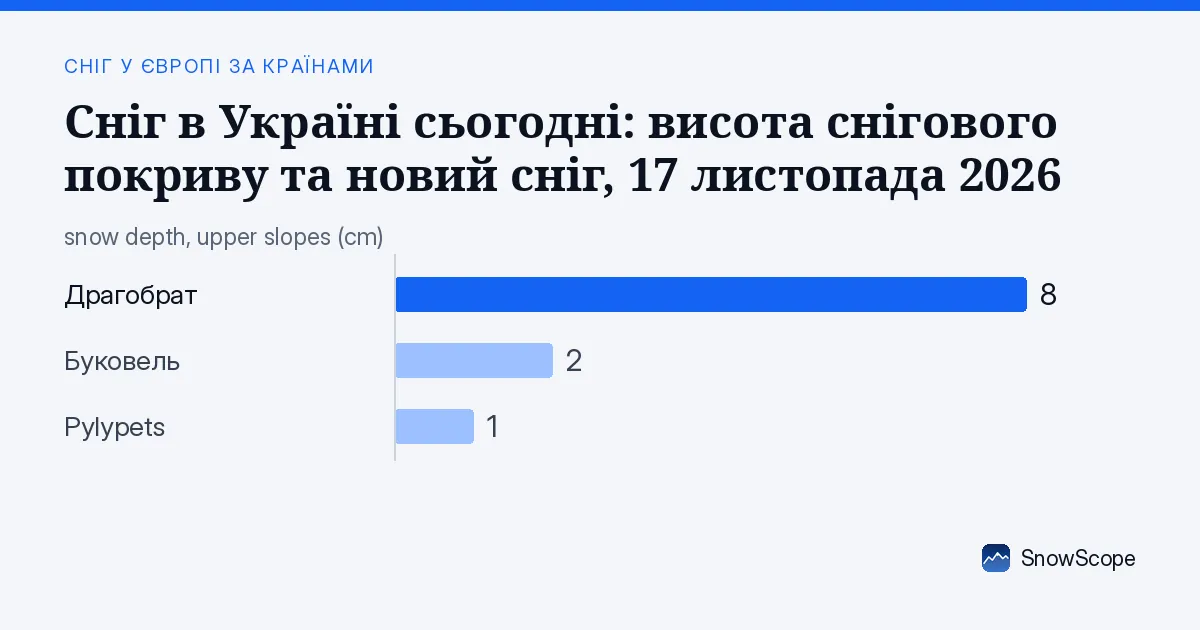 СНІГ У ЄВРОПІ ЗА КРАЇНАМИ
Сніг в Україні сьогодні: висота снігового
покриву та новий сніг, 17 листопада 2026
snow depth, upper slopes (cm)
Драгобрат 8
Буковель 2
Pylypets 1
SnowScope